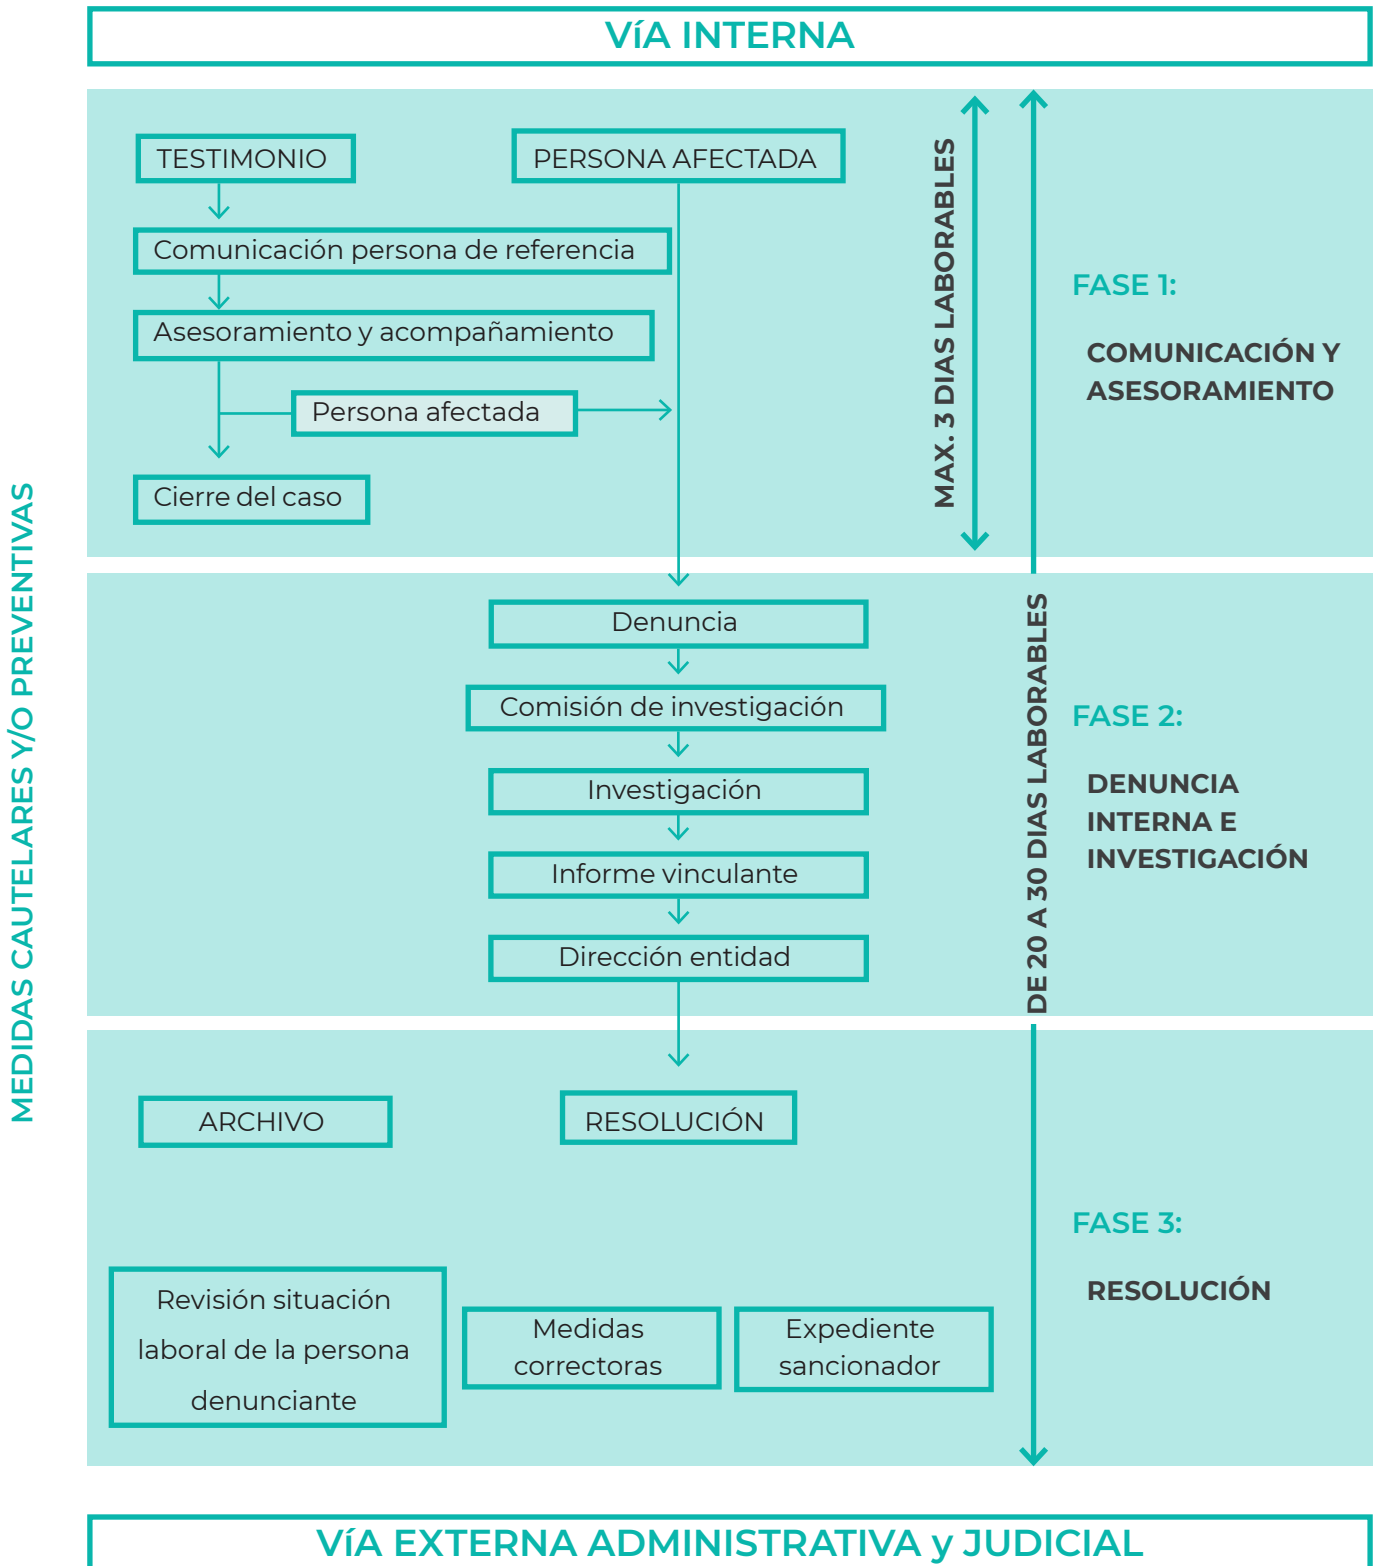 VíA INTERNA
TESTIMONIO
PERSONA AFECTADA
Comunicación persona de referencia
Asesoramiento y acompañamiento
Persona afectada
Cierre del caso
MAX. 3 DIAS LABORABLES
FASE 1:
COMUNICACIÓN Y
ASESORAMIENTO
MEDIDAS CAUTELARES Y/O PREVENTIVAS
Denuncia
Comisión de investigación
Investigación
Informe vinculante
Dirección entidad
DE 20 A 30 DIAS LABORABLES
FASE 2:
DENUNCIA
INTERNA E
INVESTIGACIÓN
ARCHIVO
RESOLUCIÓN
Revisión situación
laboral de la persona
denunciante
Medidas
correctoras
Expediente
sancionador
FASE 3:
RESOLUCIÓN
VíA EXTERNA ADMINISTRATIVA y JUDICIAL